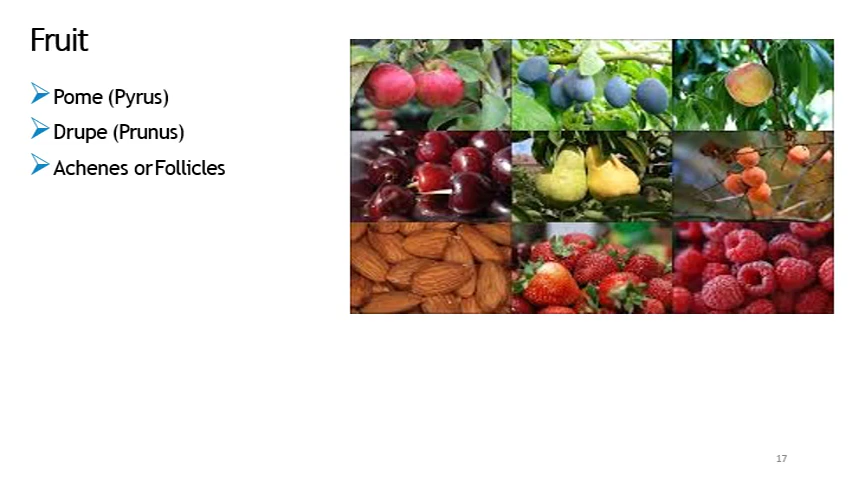 Fruit
Pome (Pyrus)
Drupe (Prunus)
Achenes or Follicles
17